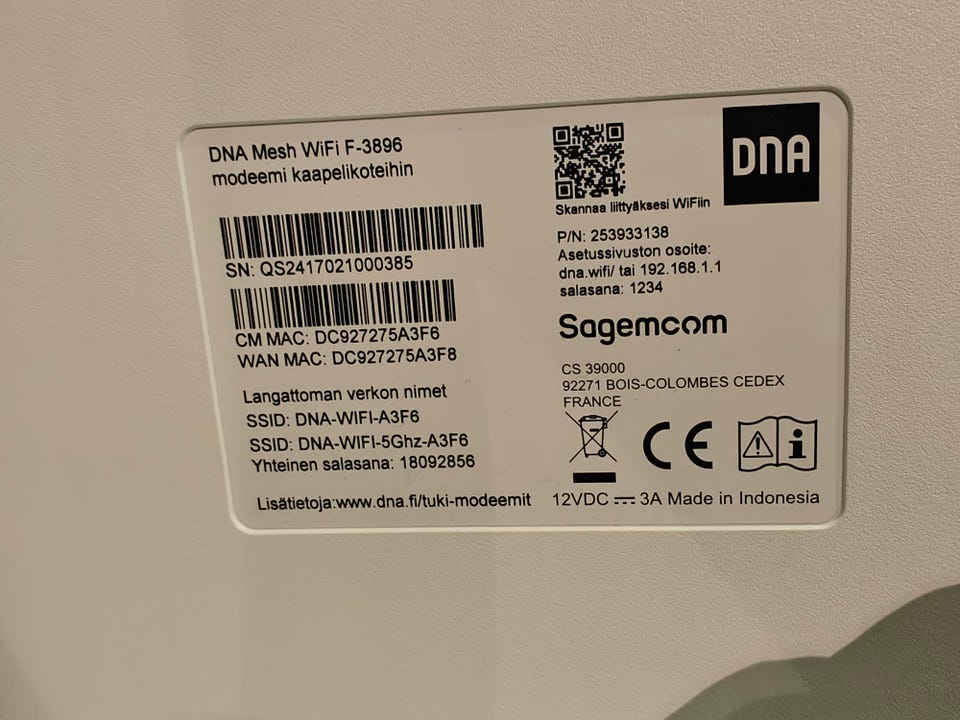 DNA Mesh WiFi F-3896
modeemi kaapelikoteihin
SN: QS2417021000385
CM MAC: DC927275A3F6
WAN MAC: DC927275A3F8
Langattoman verkon nimet
SSID: DNA-WIFI-A3F6
SSID: DNA-WIFI-5Ghz-A3F6
Yhteinen salasana: 18092856
Lisätietoja:www.dna.fi/tuki-modeemit
DNA
Skannaa liittyäksesi WiFiin
P/N: 253933138
Asetussivuston osoite:
dna.wifi/ tai 192.168.1.1
salasana: 1234
Sagemcom
CS 39000
92271 BOIS-COLOMBES CEDEX
FRANCE
CE
12VDC ⎓ 3A Made in Indonesia